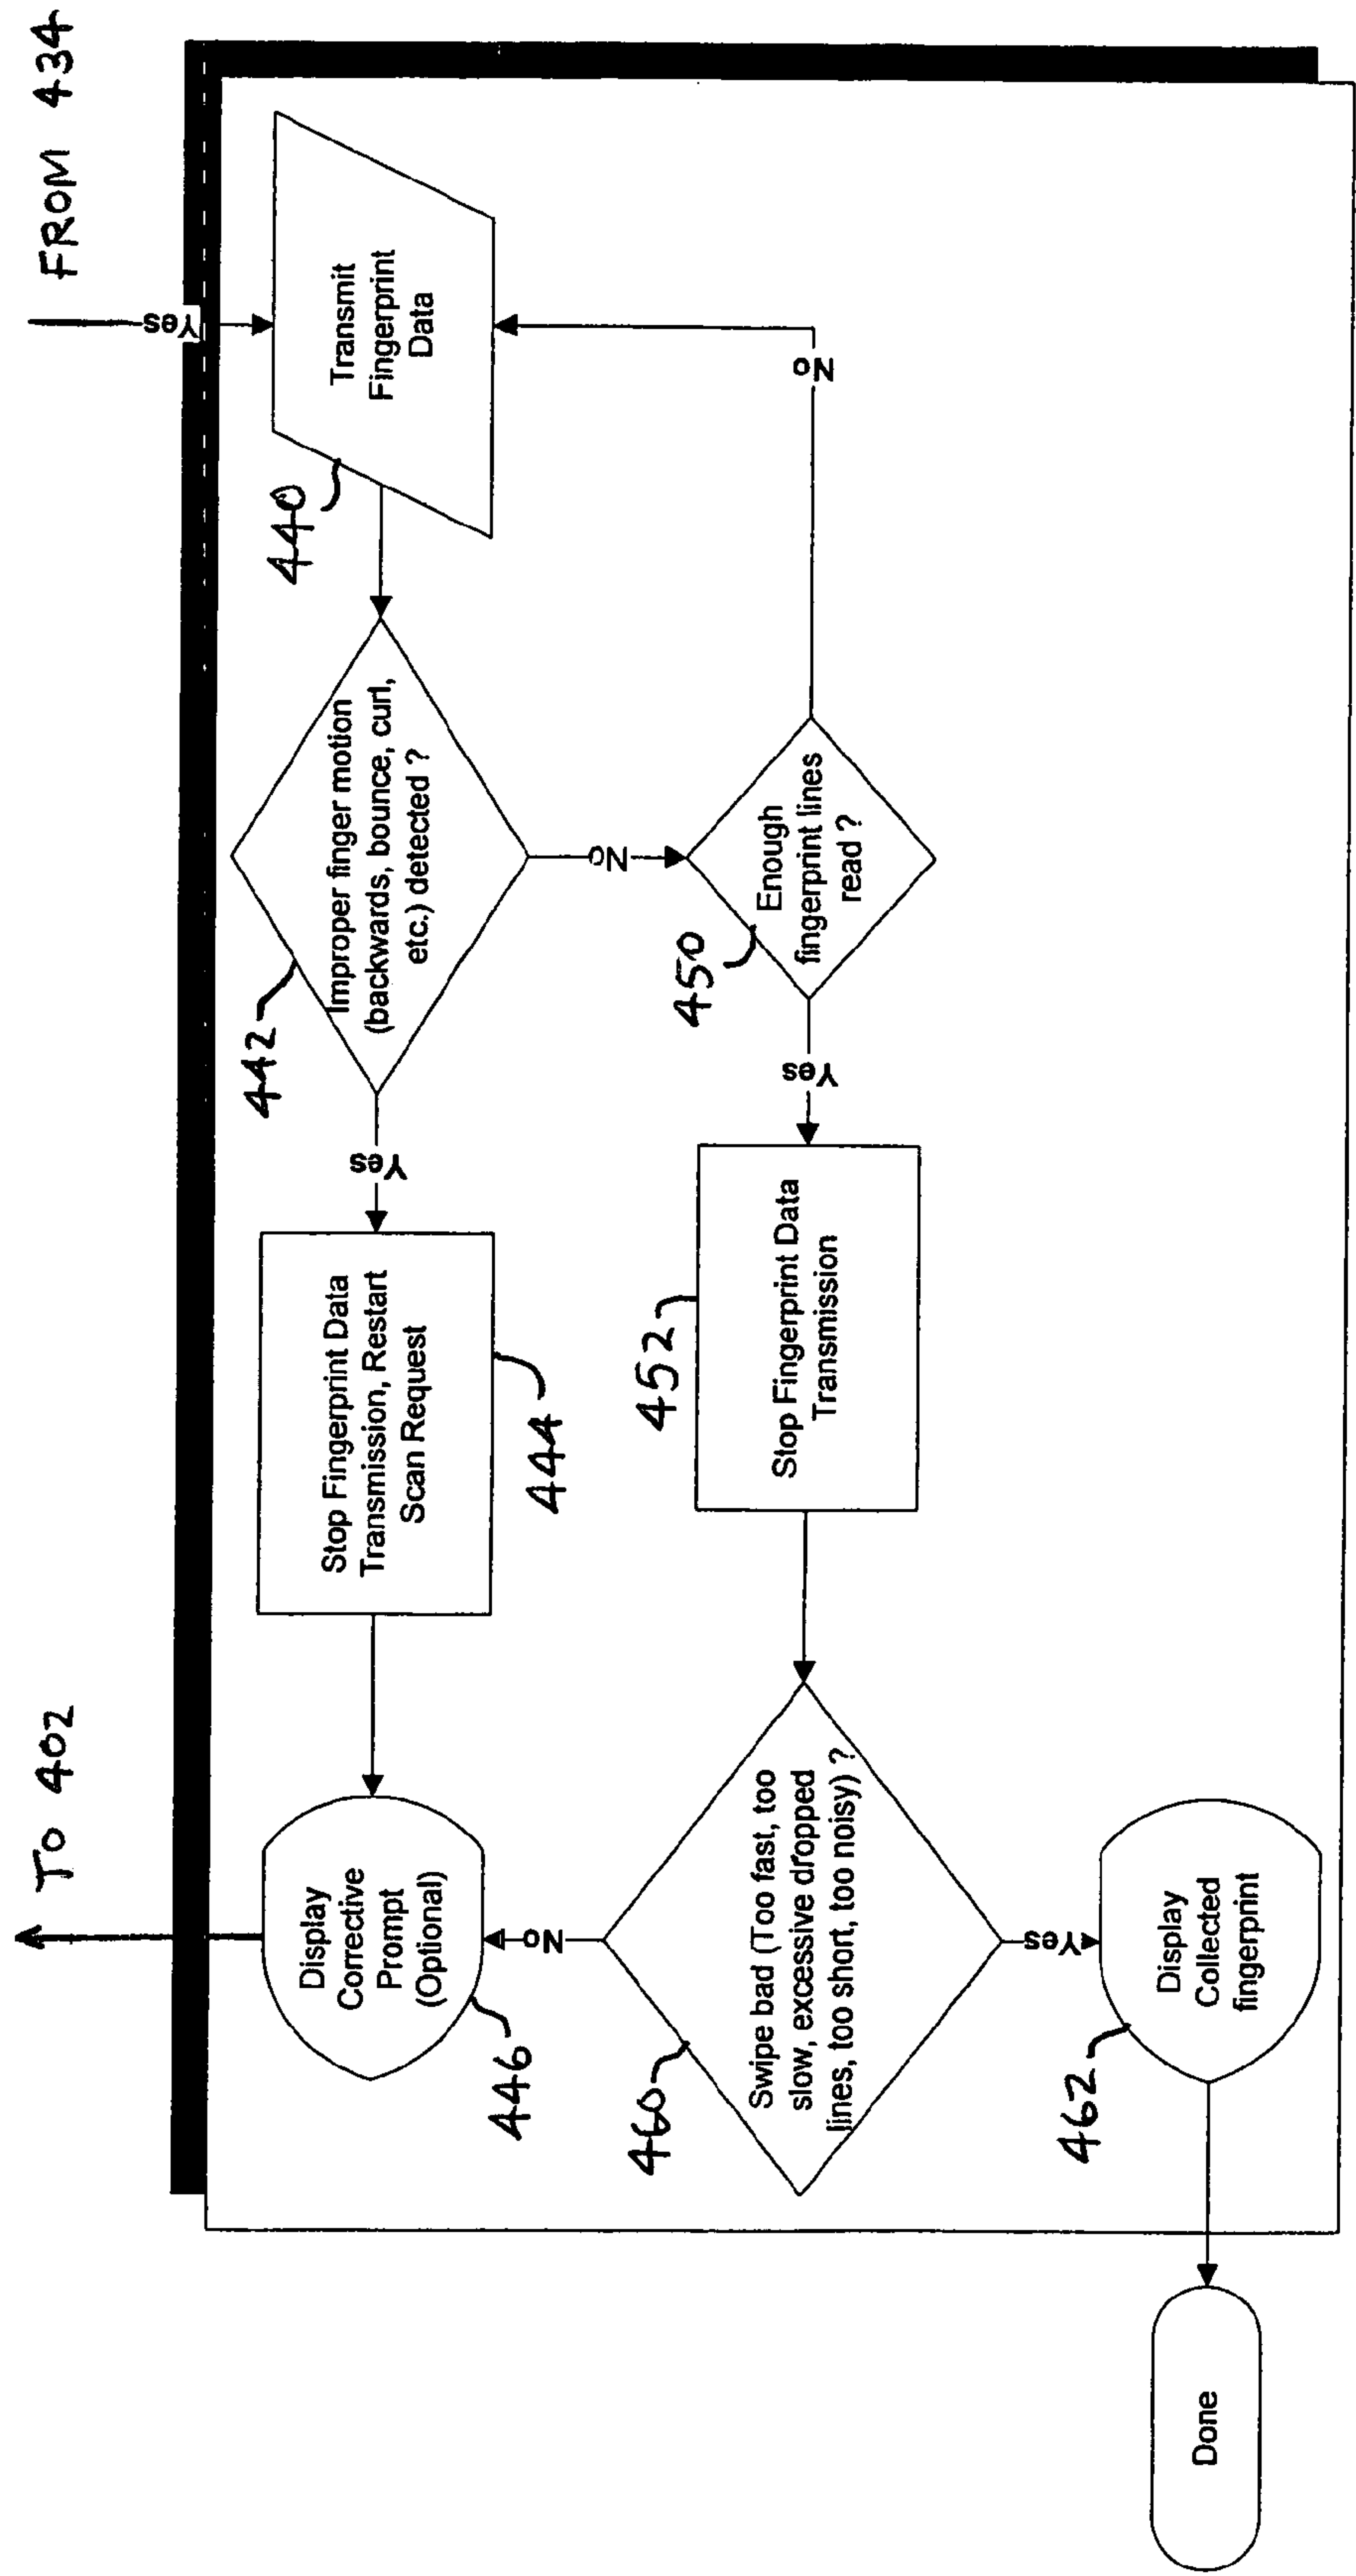 FROM 434
Yes
Transmit
Fingerprint
Data
440
Improper finger motion
(backwards, bounce, curl,
etc.) detected ?
442
Yes
No
Stop Fingerprint Data
Transmission, Restart
Scan Request
444
Display
Corrective
Prompt
(Optional)
446
TO 402
Enough
fingerprint lines
read ?
450
No
Yes
Stop Fingerprint Data
Transmission
452
Swipe bad (Too fast, too
slow, excessive dropped
lines, too short, too noisy) ?
460
No
Yes
Display
Collected
fingerprint
462
Done